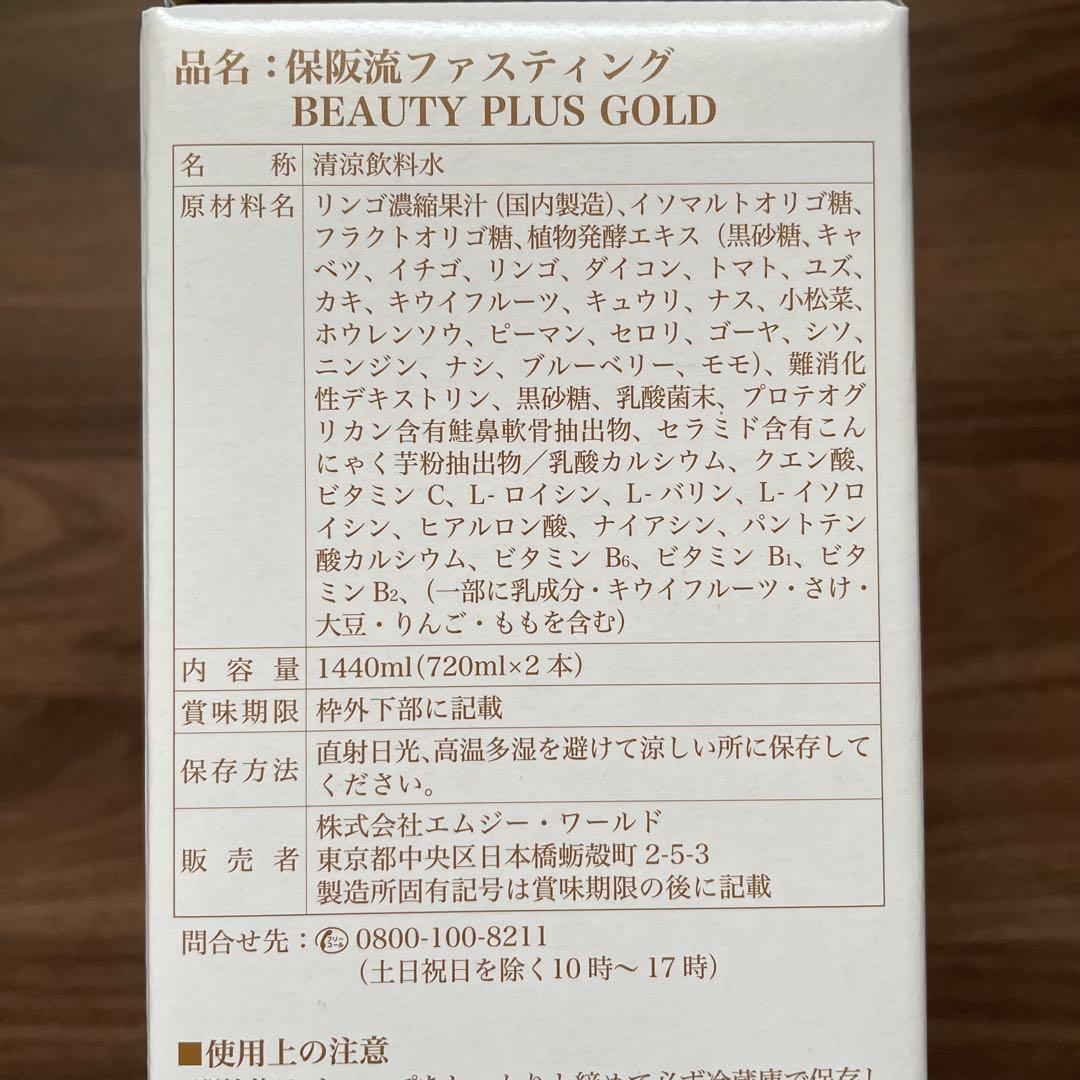 品名：保阪流ファスティング
BEAUTY PLUS GOLD
名称 清涼飲料水
原材料名 リンゴ濃縮果汁（国内製造）、イソマルトオリゴ糖、
フラクトオリゴ糖、植物発酵エキス（黒砂糖、キャ
ベツ、イチゴ、リンゴ、ダイコン、トマト、ユズ、
カキ、キウイフルーツ、キュウリ、ナス、小松菜、
ホウレンソウ、ピーマン、セロリ、ゴーヤ、シソ、
ニンジン、ナシ、ブルーベリー、モモ）、難消化
性デキストリン、黒砂糖、乳酸菌末、プロテオグ
リカン含有鮭鼻軟骨抽出物、セラミド含有こん
にゃく芋粉抽出物／乳酸カルシウム、クエン酸、
ビタミン C、L-ロイシン、L-バリン、L-イソロ
イシン、ヒアルロン酸、ナイアシン、パントテン
酸カルシウム、ビタミン B6、ビタミン B1、ビタ
ミン B2、（一部に乳成分・キウイフルーツ・さけ・
大豆・りんご・ももを含む）
内容量 1440ml（720ml×2本）
賞味期限 枠外下部に記載
保存方法 直射日光、高温多湿を避けて涼しい所に保存して
ください。
販売者 株式会社エムジー・ワールド
東京都中央区日本橋蛎殻町 2-5-3
製造所固有記号は賞味期限の後に記載
問合せ先：フリーコール 0800-100-8211
（土日祝日を除く10時～17時）
■使用上の注意